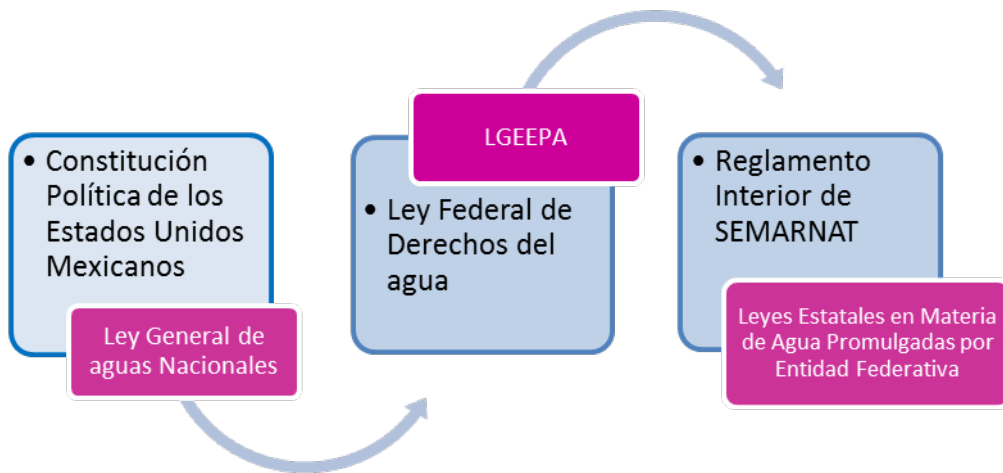 • Constitución
Política de los
Estados Unidos
Mexicanos
Ley General de
aguas Nacionales
LGEEPA
• Ley Federal de
Derechos del
agua
• Reglamento
Interior de
SEMARNAT
Leyes Estatales en Materia
de Agua Promulgadas por
Entidad Federativa